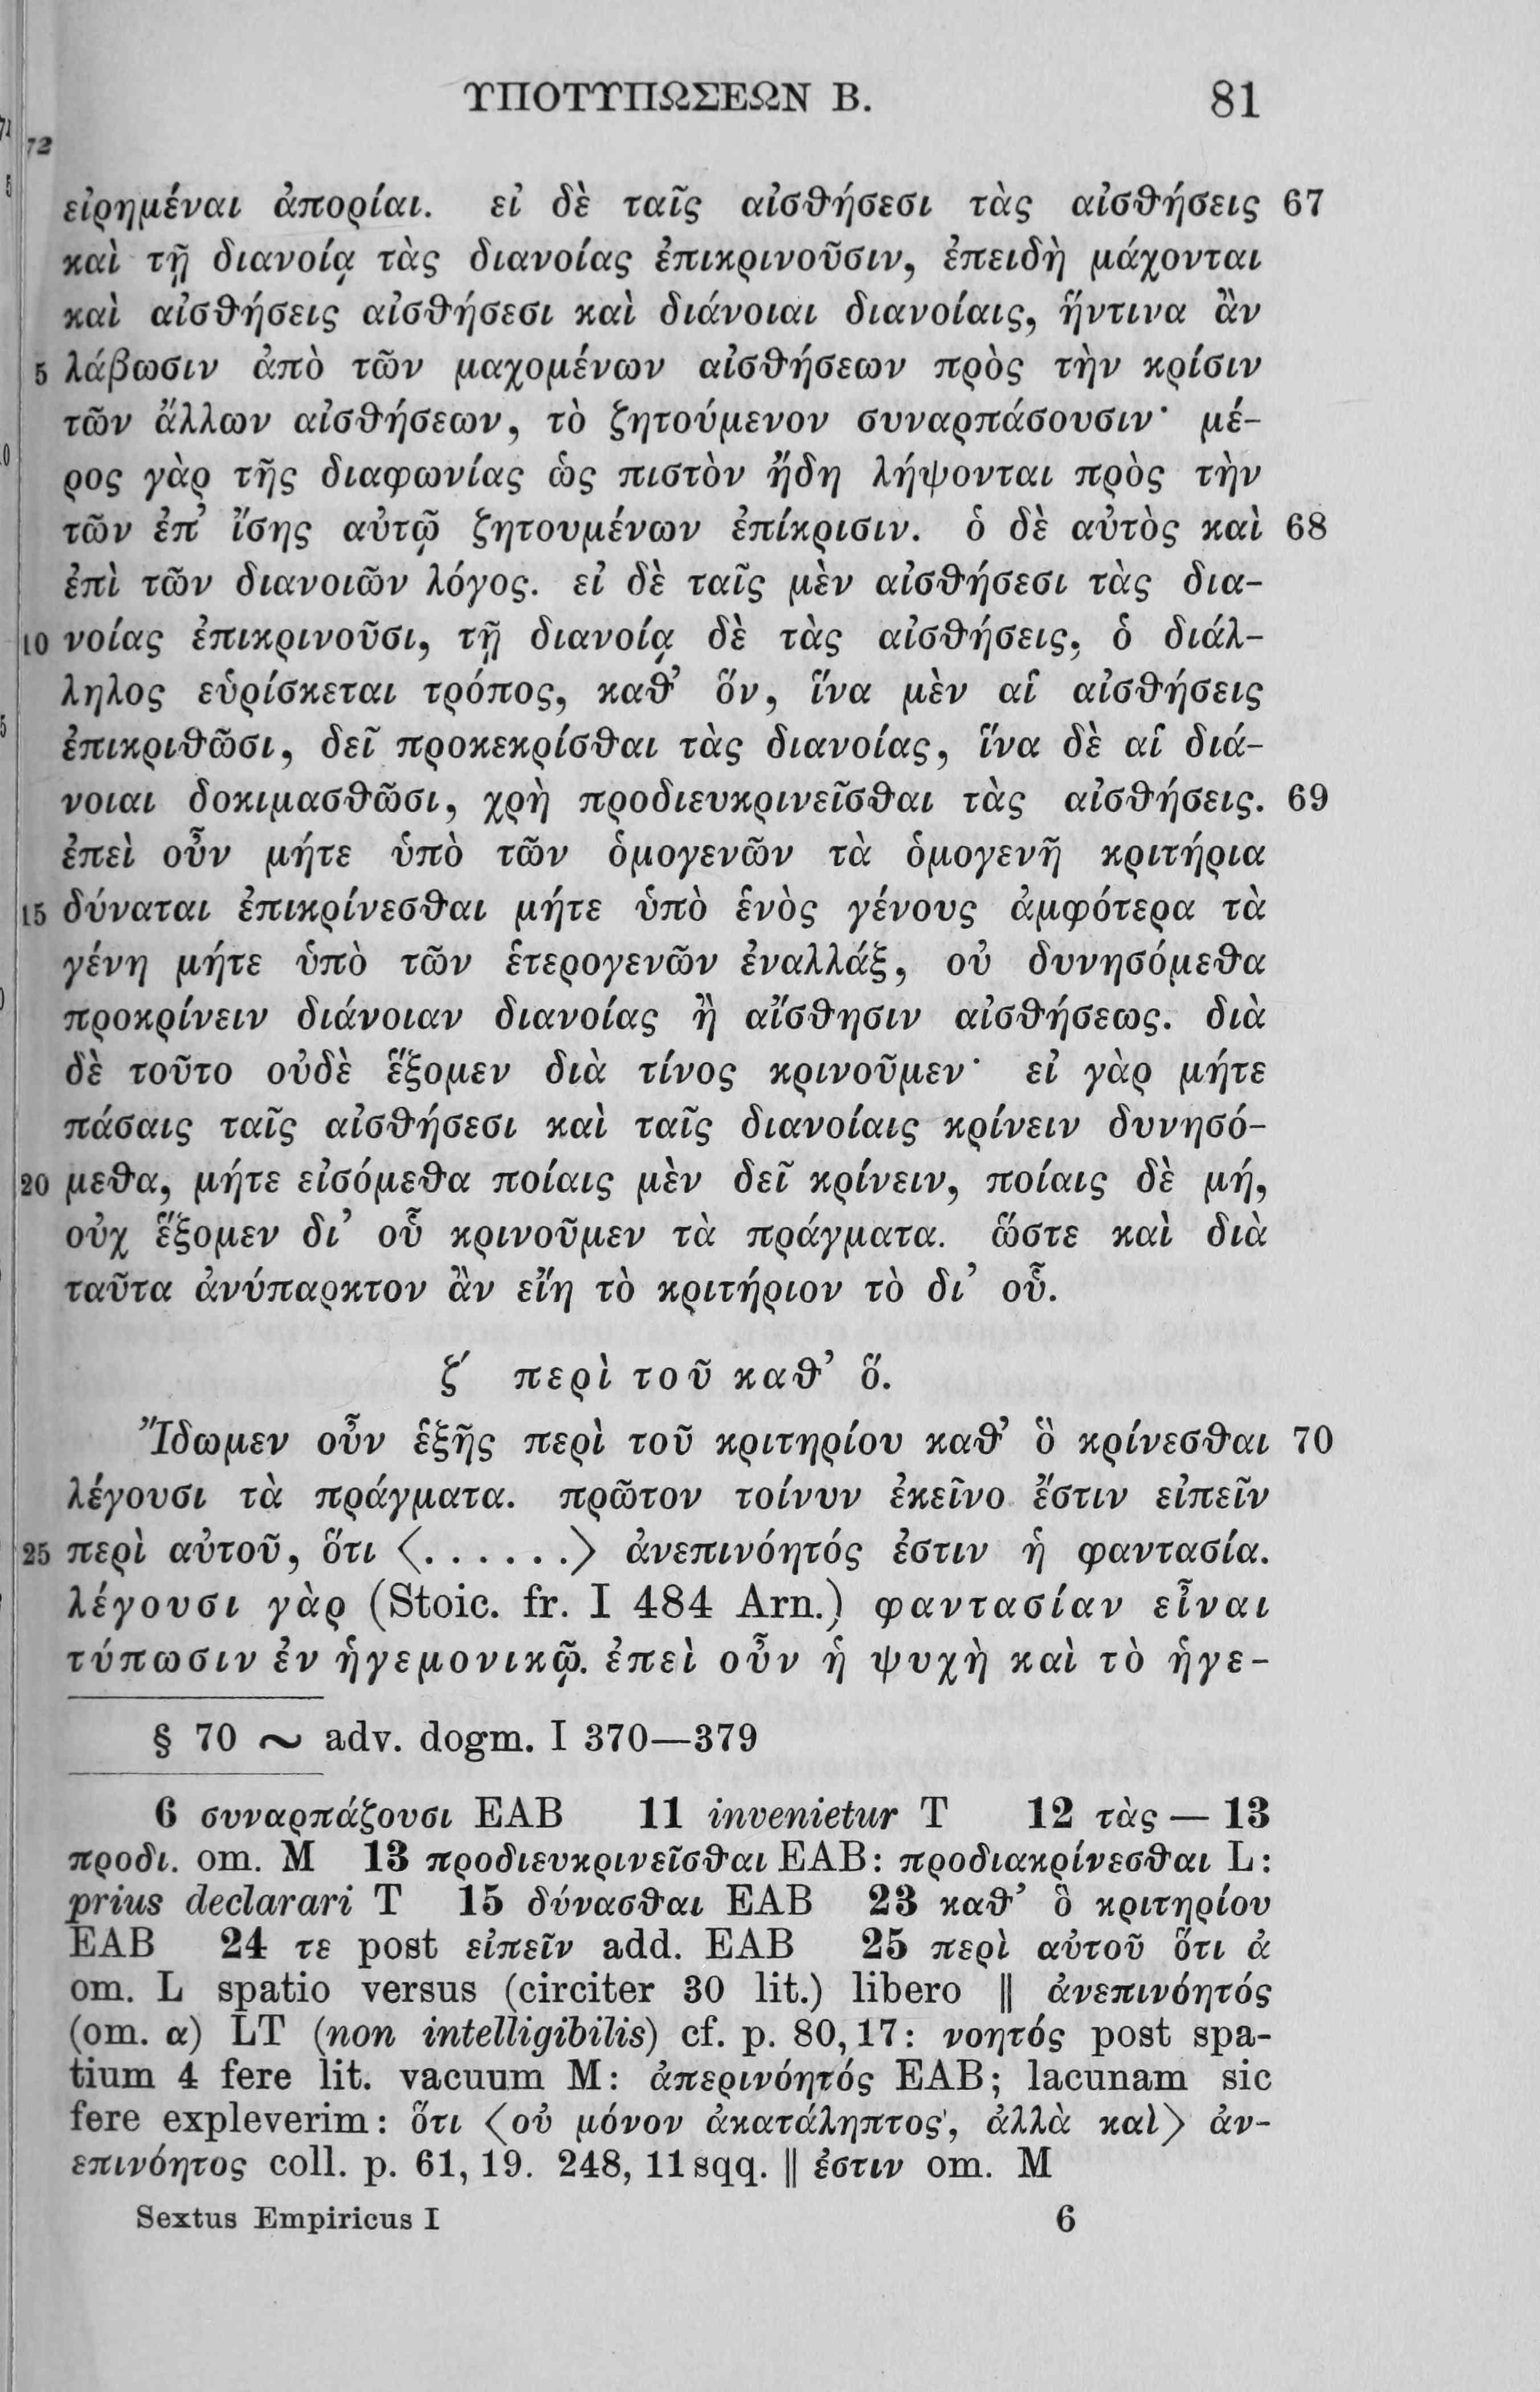 ΥΠΟΤΥΠΩΣΕΩΝ Β. 81
72
εἰρημέναι ἀπορίαι. εἰ δὲ ταῖς αἰσθήσεσι τὰς αἰσθήσεις 67
καὶ τῇ διανοίᾳ τὰς διανοίας ἐπικρινοῦσιν, ἐπειδὴ μάχονται
καὶ αἰσθήσεις αἰσθήσεσι καὶ διάνοιαι διανοίαις, ἥντινα ἂν
5 λάβωσιν ἀπὸ τῶν μαχομένων αἰσθήσεων πρὸς τὴν κρίσιν
τῶν ἄλλων αἰσθήσεων, τὸ ζητούμενον συναρπάσουσιν· μέ-
ρος γὰρ τῆς διαφωνίας ὡς πιστὸν ἤδη λήψονται πρὸς τὴν
τῶν ἐπ’ ἴσης αὐτῷ ζητουμένων ἐπίκρισιν. ὁ δὲ αὐτὸς καὶ 68
ἐπὶ τῶν διανοιῶν λόγος. εἰ δὲ ταῖς μὲν αἰσθήσεσι τὰς δια-
10 νοίας ἐπικρινοῦσι, τῇ διανοίᾳ δὲ τὰς αἰσθήσεις, ὁ διάλ-
ληλος εὑρίσκεται τρόπος, καθ’ ὅν, ἵνα μὲν αἱ αἰσθήσεις
ἐπικριθῶσι, δεῖ προκεκρίσθαι τὰς διανοίας, ἵνα δὲ αἱ διά-
νοιαι δοκιμασθῶσι, χρὴ προδιευκρινεῖσθαι τὰς αἰσθήσεις. 69
ἐπεὶ οὖν μήτε ὑπὸ τῶν ὁμογενῶν τὰ ὁμογενῆ κριτήρια
15 δύναται ἐπικρίνεσθαι μήτε ὑπὸ ἑνὸς γένους ἀμφότερα τὰ
γένη μήτε ὑπὸ τῶν ἑτερογενῶν ἐναλλάξ, οὐ δυνησόμεθα
προκρίνειν διάνοιαν διανοίας ἢ αἴσθησιν αἰσθήσεως. διὰ
δὲ τοῦτο οὐδὲ ἕξομεν διὰ τίνος κρινοῦμεν· εἰ γὰρ μήτε
πάσαις ταῖς αἰσθήσεσι καὶ ταῖς διανοίαις κρίνειν δυνησό-
20 μεθα, μήτε εἰσόμεθα ποίαις μὲν δεῖ κρίνειν, ποίαις δὲ μή,
οὐχ ἕξομεν δι’ οὗ κρινοῦμεν τὰ πράγματα. ὥστε καὶ διὰ
ταῦτα ἀνύπαρκτον ἂν εἴη τὸ κριτήριον τὸ δι’ οὗ.
ζ′ περὶ τοῦ καθ’ ὅ.
Ἴδωμεν οὖν ἑξῆς περὶ τοῦ κριτηρίου καθ’ ὃ κρίνεσθαι 70
λέγουσι τὰ πράγματα. πρῶτον τοίνυν ἐκεῖνο ἔστιν εἰπεῖν
25 περὶ αὐτοῦ, ὅτι 〈......〉 ἀνεπινόητός ἐστιν ἡ φαντασία.
λέγουσι γὰρ (Stoic. fr. I 484 Arn.) φαντασίαν εἶναι
τύπωσιν ἐν ἡγεμονικῷ. ἐπεὶ οὖν ἡ ψυχὴ καὶ τὸ ἡγε-
§ 70 ~ adv. dogm. I 370—379
6 συναρπάζουσι EAB 11 invenietur T 12 τὰς — 13
προδι. om. M 13 προδιευκρινεῖσθαι EAB: προδιακρίνεσθαι L:
prius declarari T 15 δύνασθαι EAB 23 καθ’ ὃ κριτηρίου
EAB 24 τε post εἰπεῖν add. EAB 25 περὶ αὐτοῦ ὅτι ἀ
om. L spatio versus (circiter 30 lit.) libero || ἀνεπινόητός
(om. α) LT (non intelligibilis) cf. p. 80,17: νοητός post spa-
tium 4 fere lit. vacuum M: ἀπερινόητός EAB; lacunam sic
fere expleverim: ὅτι 〈οὐ μόνον ἀκατάληπτος, ἀλλὰ καὶ〉 ἀν-
επινόητος coll. p. 61, 19. 248, 11 sqq. || ἐστιν om. M
Sextus Empiricus I 6